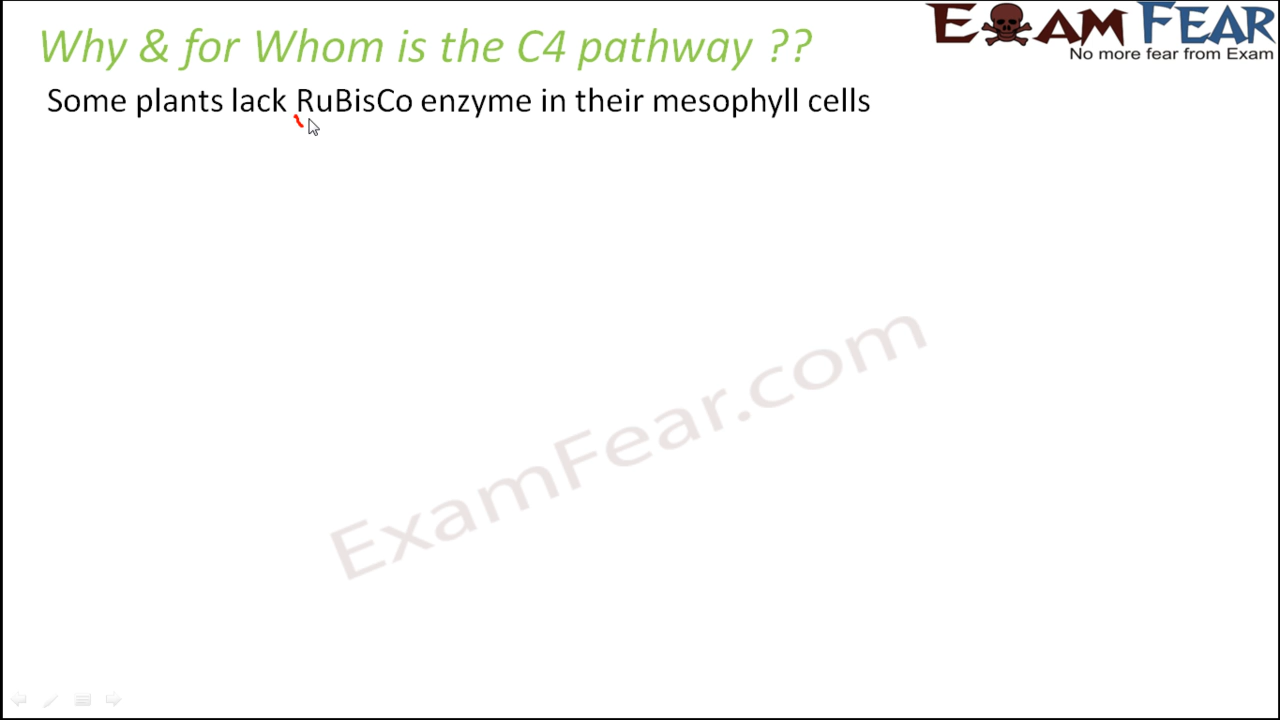 Why & for Whom is the C4 pathway ??
EXAM FEAR
No more fear from Exam
Some plants lack RuBisCo enzyme in their mesophyll cells
ExamFear.com